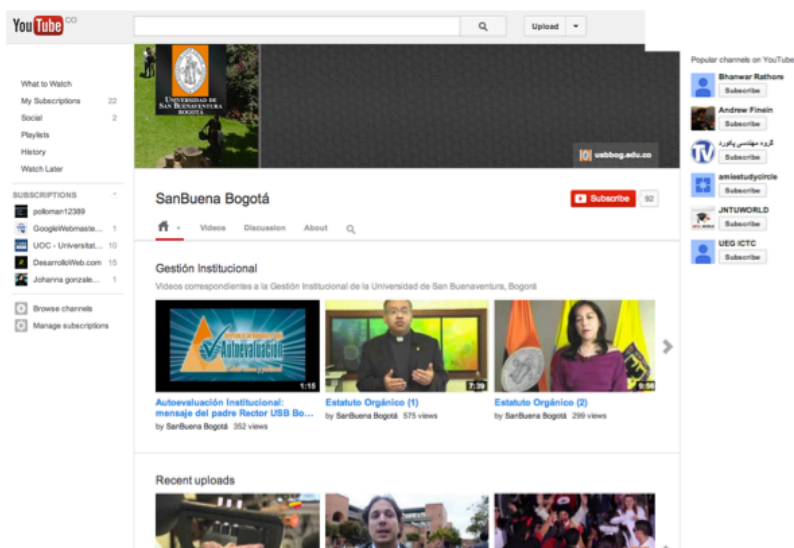 YouTube CO
Upload
What to Watch
My Subscriptions 22
Social 2
Playlists
History
Watch Later
SUBSCRIPTIONS
polloman12389
GoogleWebmaste... 1
UOC - Universitat... 10
DesarrolloWeb.com 15
Johanna gonzale... 1
Browse channels
Manage subscriptions
UNIVERSIDAD DE
SAN BUENAVENTURA
BOGOTÁ
usbbog.edu.co
SanBuena Bogotá
Subscribe 92
Videos Discussion About
Gestión Institucional
Videos correspondientes a la Gestión Institucional de la Universidad de San Buenaventura, Bogotá
Autoevaluación
1:15
7:39
9:56
Autoevaluación Institucional:
mensaje del padre Rector USB Bo...
by SanBuena Bogotá 352 views
Estatuto Orgánico (1)
by SanBuena Bogotá 575 views
Estatuto Orgánico (2)
by SanBuena Bogotá 299 views
Recent uploads
Popular channels on YouTube
Bhanwar Rathore
Subscribe
Andrew Finein
Subscribe
گروه مهندسی پاکورد
Subscribe
TV
amiestudycircle
Subscribe
JNTUWORLD
Subscribe
UEG ICTC
Subscribe